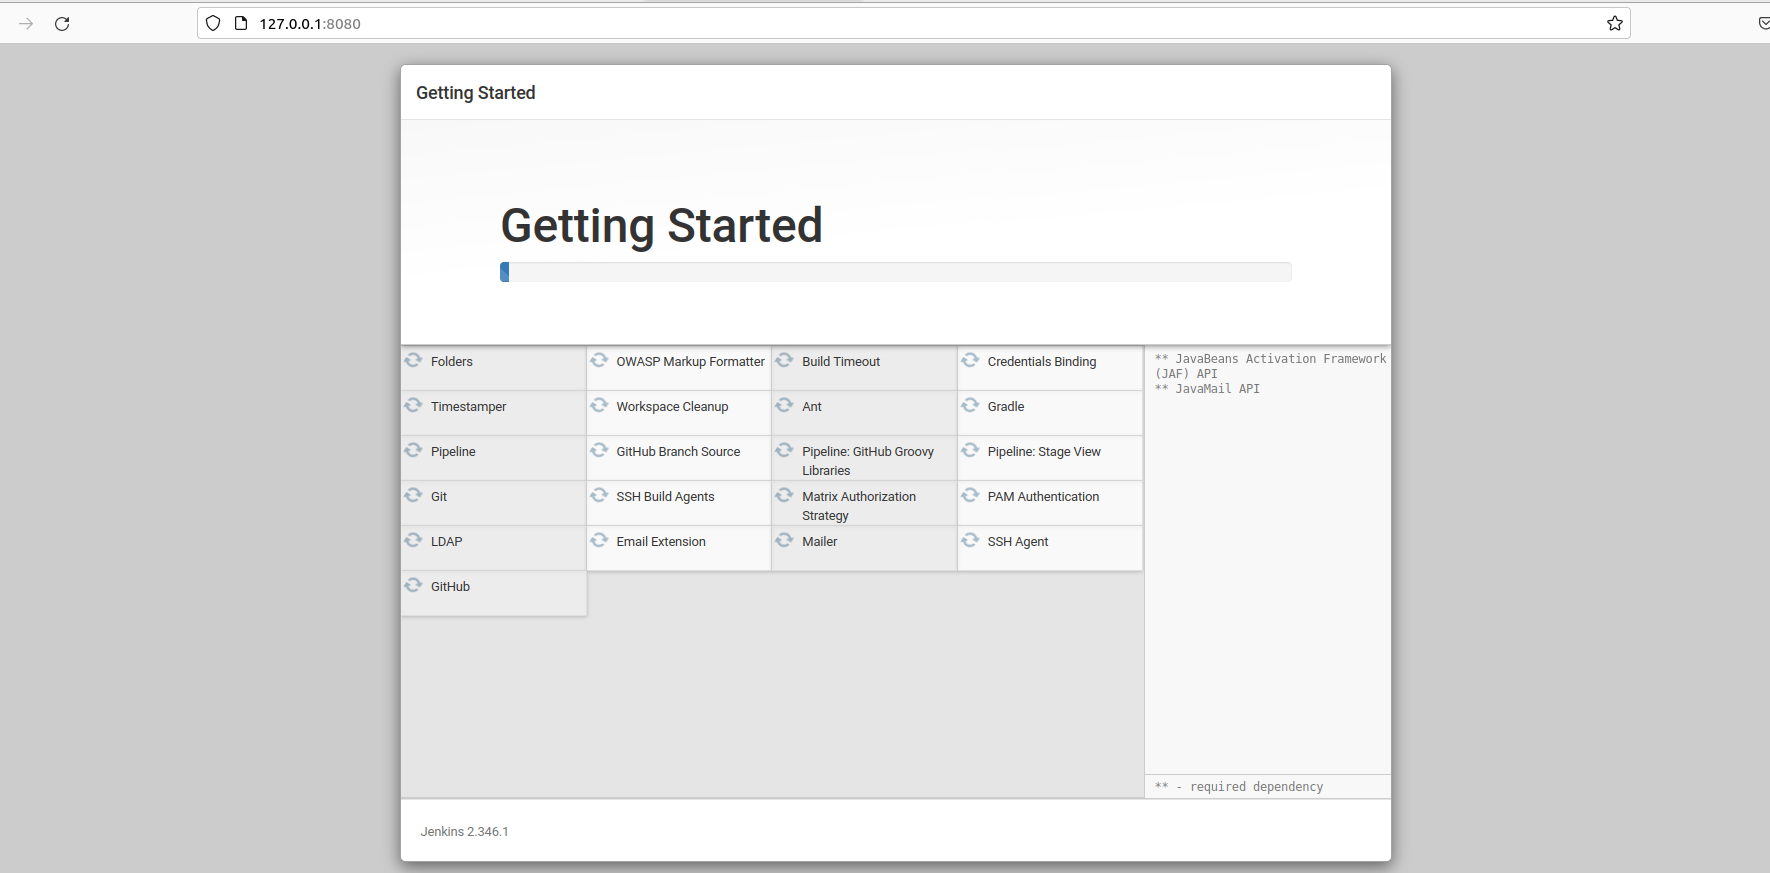 127.0.0.1:8080
Getting Started
Getting Started
Folders
OWASP Markup Formatter
Build Timeout
Credentials Binding
Timestamper
Workspace Cleanup
Ant
Gradle
Pipeline
GitHub Branch Source
Pipeline: GitHub Groovy
Libraries
Pipeline: Stage View
Git
SSH Build Agents
Matrix Authorization
Strategy
PAM Authentication
LDAP
Email Extension
Mailer
SSH Agent
GitHub
** JavaBeans Activation Framework
(JAF) API
** JavaMail API
** - required dependency
Jenkins 2.346.1